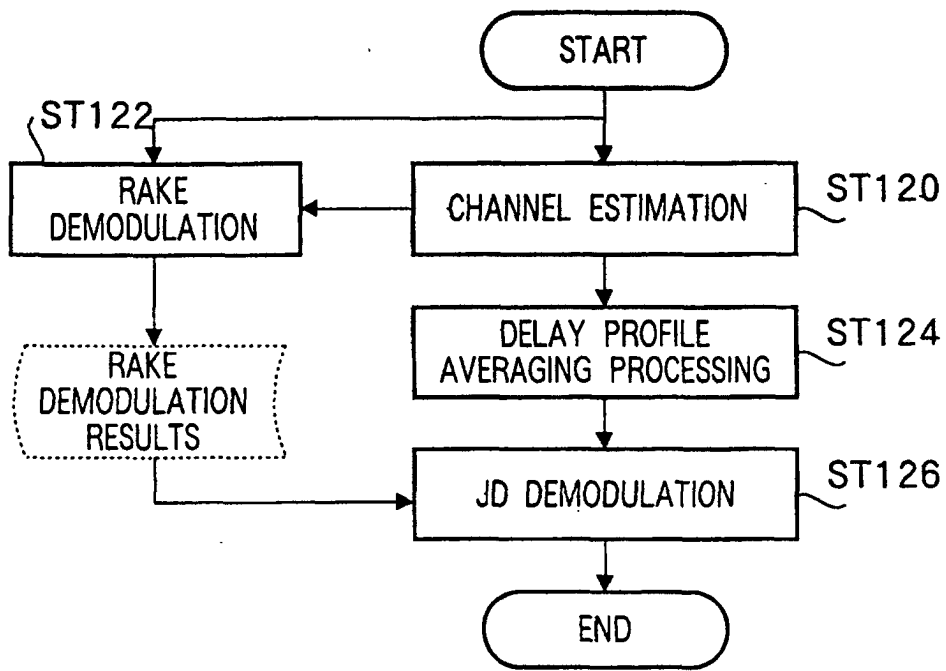 START
ST122
RAKE
DEMODULATION
CHANNEL ESTIMATION
ST120
DELAY PROFILE
AVERAGING PROCESSING
ST124
RAKE
DEMODULATION
RESULTS
JD DEMODULATION
ST126
END